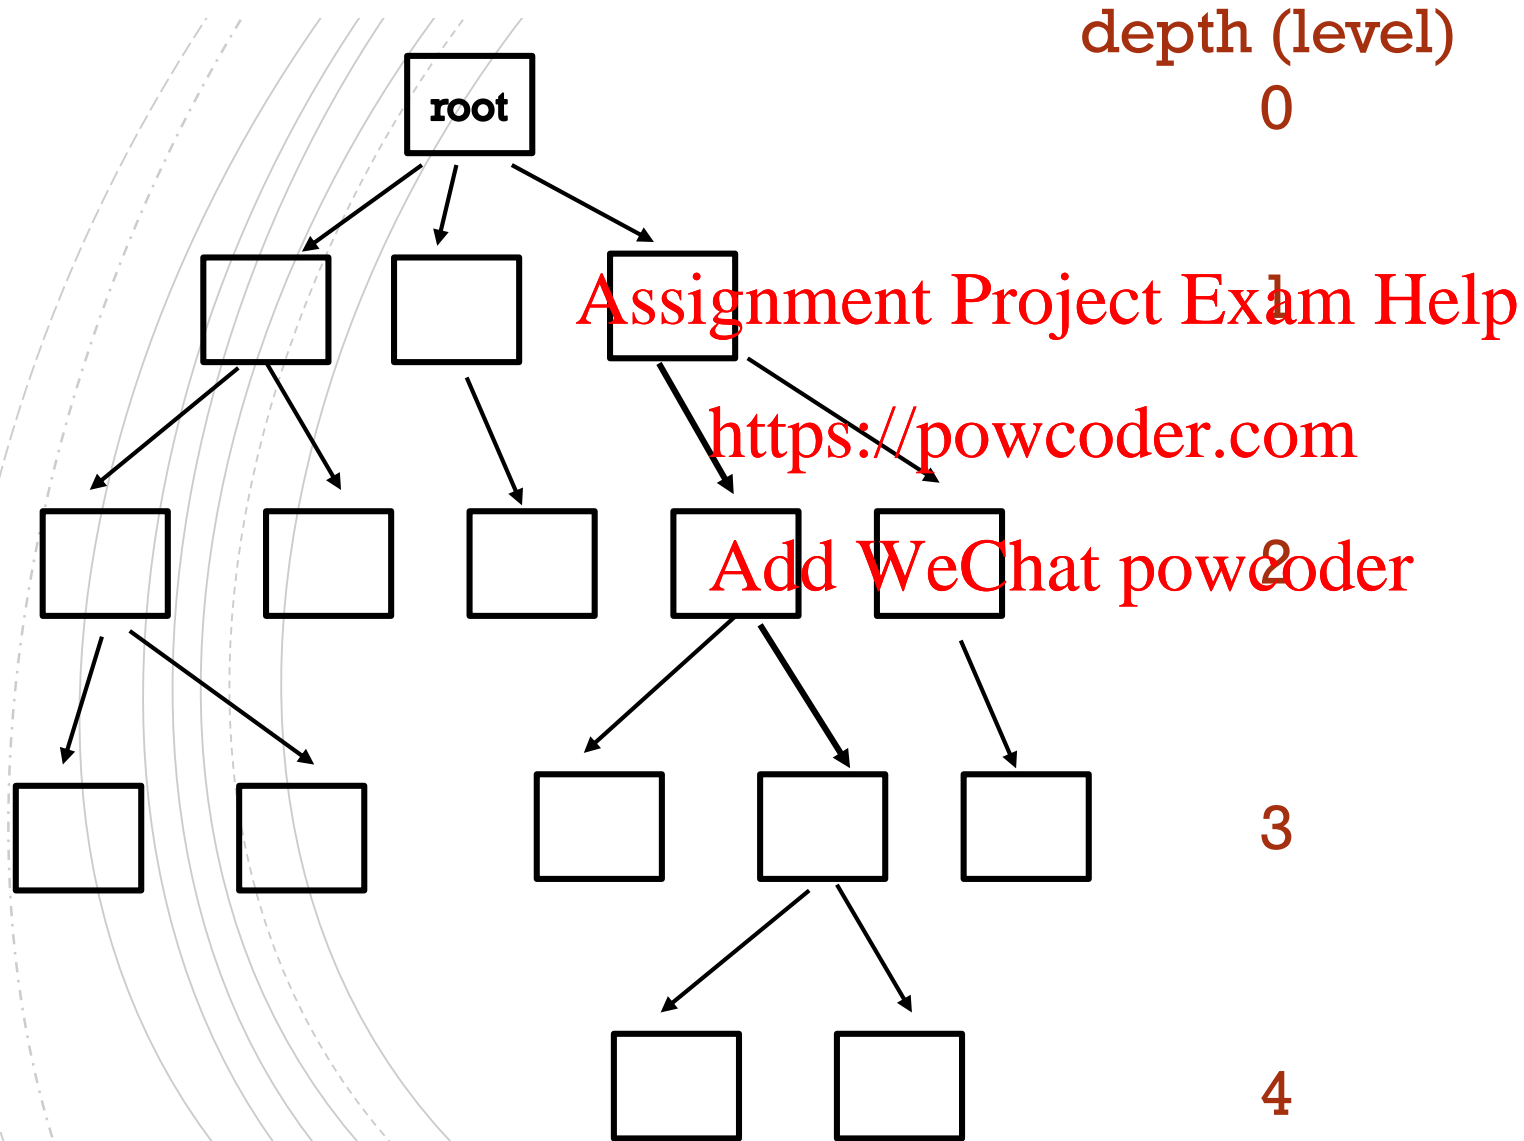 depth (level)
root
0
Assignment Project Exam Help
1
https://powcoder.com
Add WeChat powcoder
2
3
4